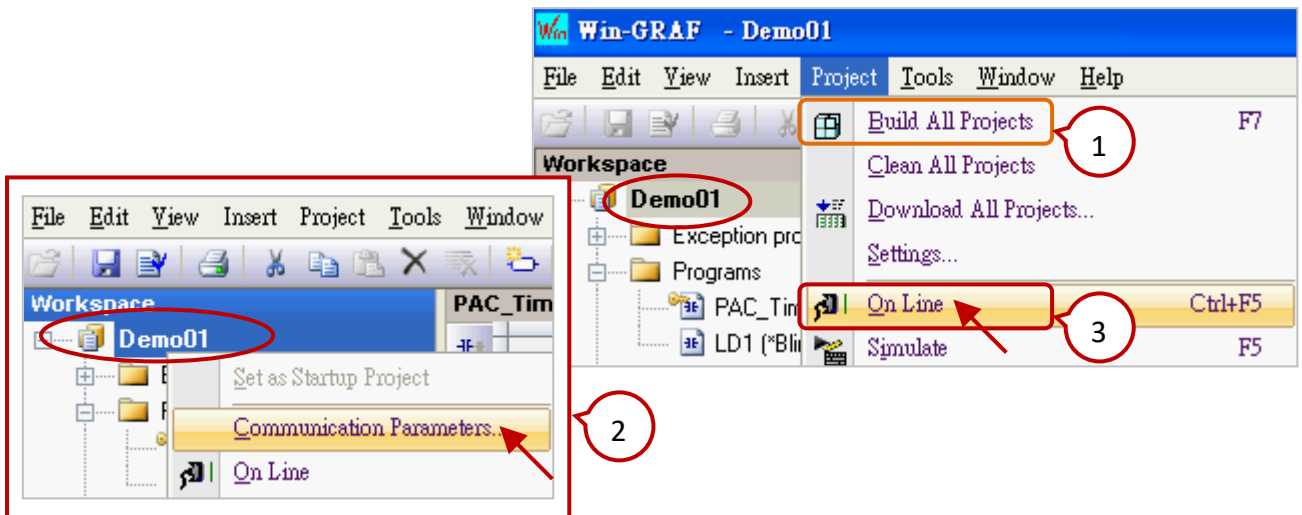 Win-GRAF - Demo01
File Edit View Insert Project Tools Window Help
Build All Projects F7
1
Clean All Projects
Download All Projects...
Settings...
On Line Ctrl+F5
3
Simulate F5
Workspace
Demo01
Exception pro
Programs
PAC_Tim
LD1 (*Bli
File Edit View Insert Project Tools Window
Workspace
PAC_Tim
Demo01
Set as Startup Project
Communication Parameters...
On Line
2